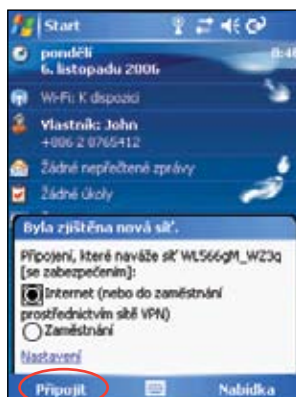 Start
pondělí
6. listopadu 2006
Wi-Fi: K dispozici
Vlastník: John
+886 2 8765412
Žádné nepřečtené zprávy
Žádné úkoly
Byla zjištěna nová síť.
Připojení, které naváže síť WL566gM_WZ3q
[se zabezpečením]:
Internet (nebo do zaměstnání
prostřednictvím sítě VPN)
Zaměstnání
Nastavení
Připojit
Nabídka